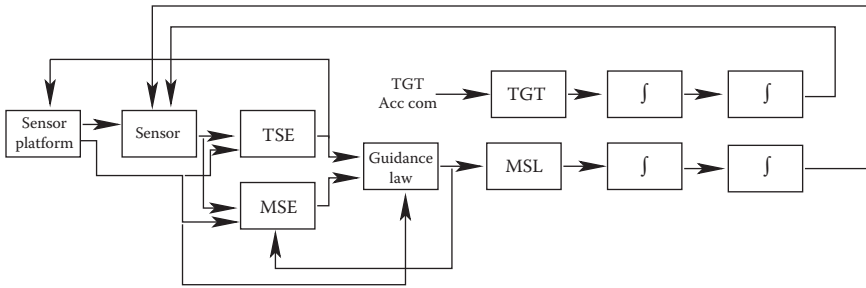 TGT
Acc com
TGT
∫
∫
Sensor
platform
Sensor
TSE
Guidance
law
MSL
∫
∫
MSE